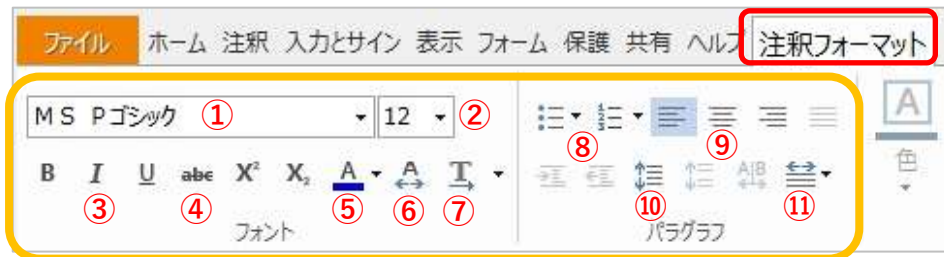 ファイル ホーム 注釈 入力とサイン 表示 フォーム 保護 共有 ヘルプ 注釈フォーマット
MS Pゴシック ① 12 ② ⑧ ⑨ A
B I U abc X² X₂ A A T 色
③ ④ ⑤ ⑥ ⑦ ⑩ A|B ⑪
フォント パラグラフ